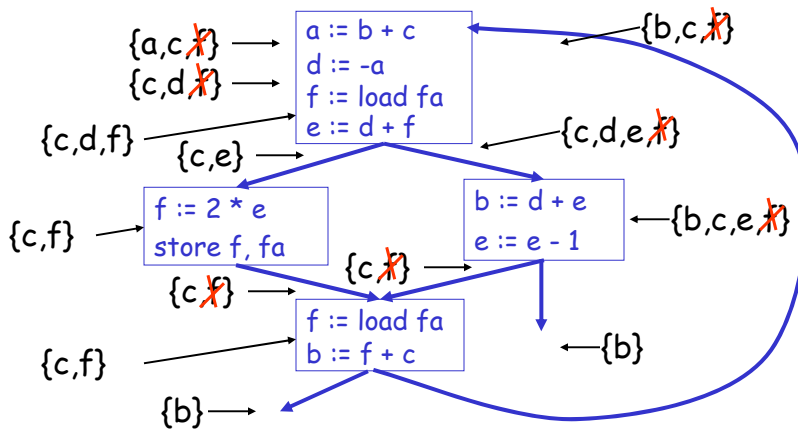 a := b + c
{b,c,f}
{a,c,f}
d := -a
{c,d,f}
f := load fa
e := d + f
{c,d,f}
{c,d,e,f}
{c,e}
f := 2 * e
store f, fa
b := d + e
e := e - 1
{b,c,e,f}
{c,f}
{c,f}
{c,f}
f := load fa
b := f + c
{b}
{c,f}
{b}